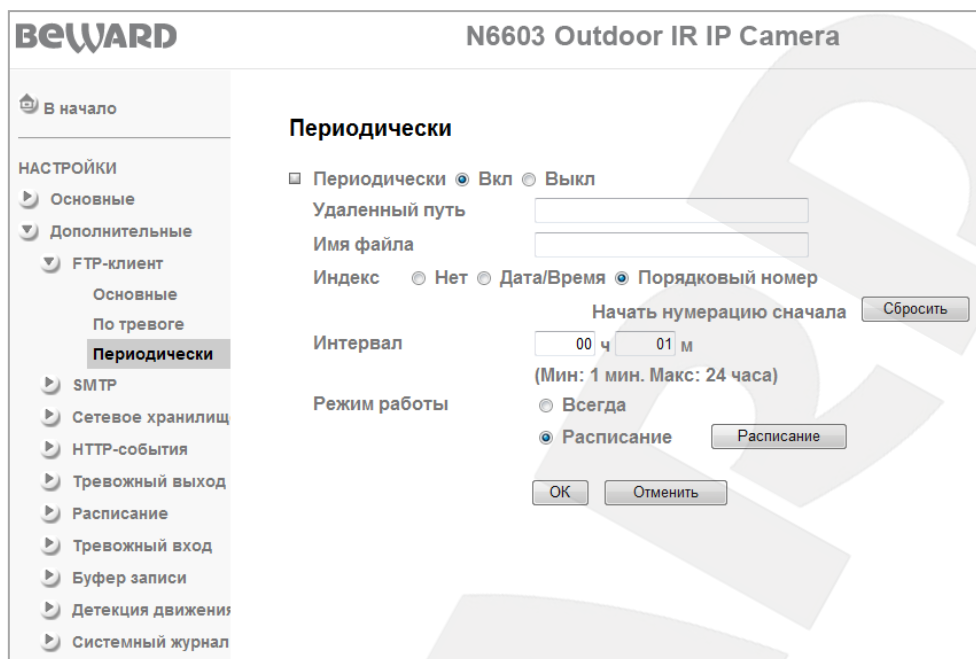 BEWARD
N6603 Outdoor IR IP Camera
В начало
НАСТРОЙКИ
Основные
Дополнительные
FTP-клиент
Основные
По тревоге
Периодически
SMTP
Сетевое хранилищ
HTTP-события
Тревожный выход
Расписание
Тревожный вход
Буфер записи
Детекция движения
Системный журнал
Периодически
Периодически Вкл Выкл
Удаленный путь
Имя файла
Индекс Нет Дата/Время Порядковый номер
Начать нумерацию сначала Сбросить
Интервал 00 ч 01 м
(Мин: 1 мин. Макс: 24 часа)
Режим работы Всегда
Расписание Расписание
OK Отменить